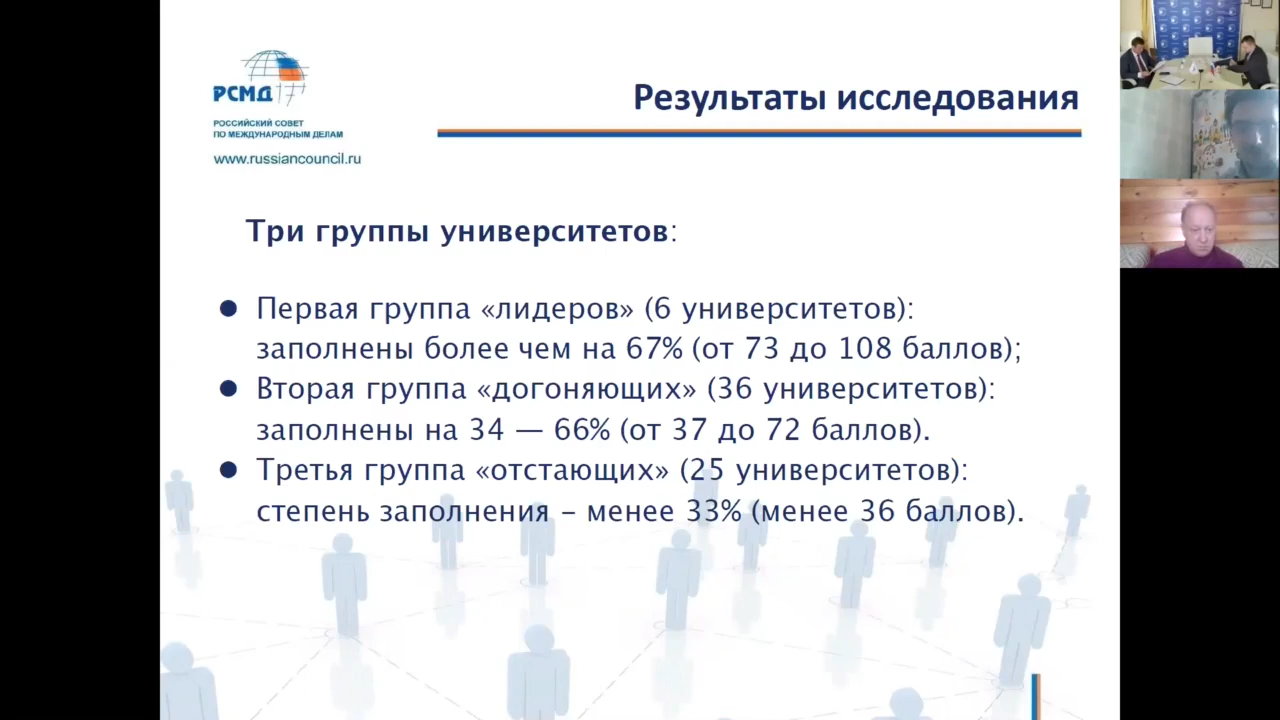 РСМД
РОССИЙСКИЙ СОВЕТ
ПО МЕЖДУНАРОДНЫМ ДЕЛАМ
www.russiancouncil.ru
Результаты исследования
Три группы университетов:
● Первая группа «лидеров» (6 университетов):
заполнены более чем на 67% (от 73 до 108 баллов);
● Вторая группа «догоняющих» (36 университетов):
заполнены на 34 — 66% (от 37 до 72 баллов).
● Третья группа «отстающих» (25 университетов):
степень заполнения – менее 33% (менее 36 баллов).